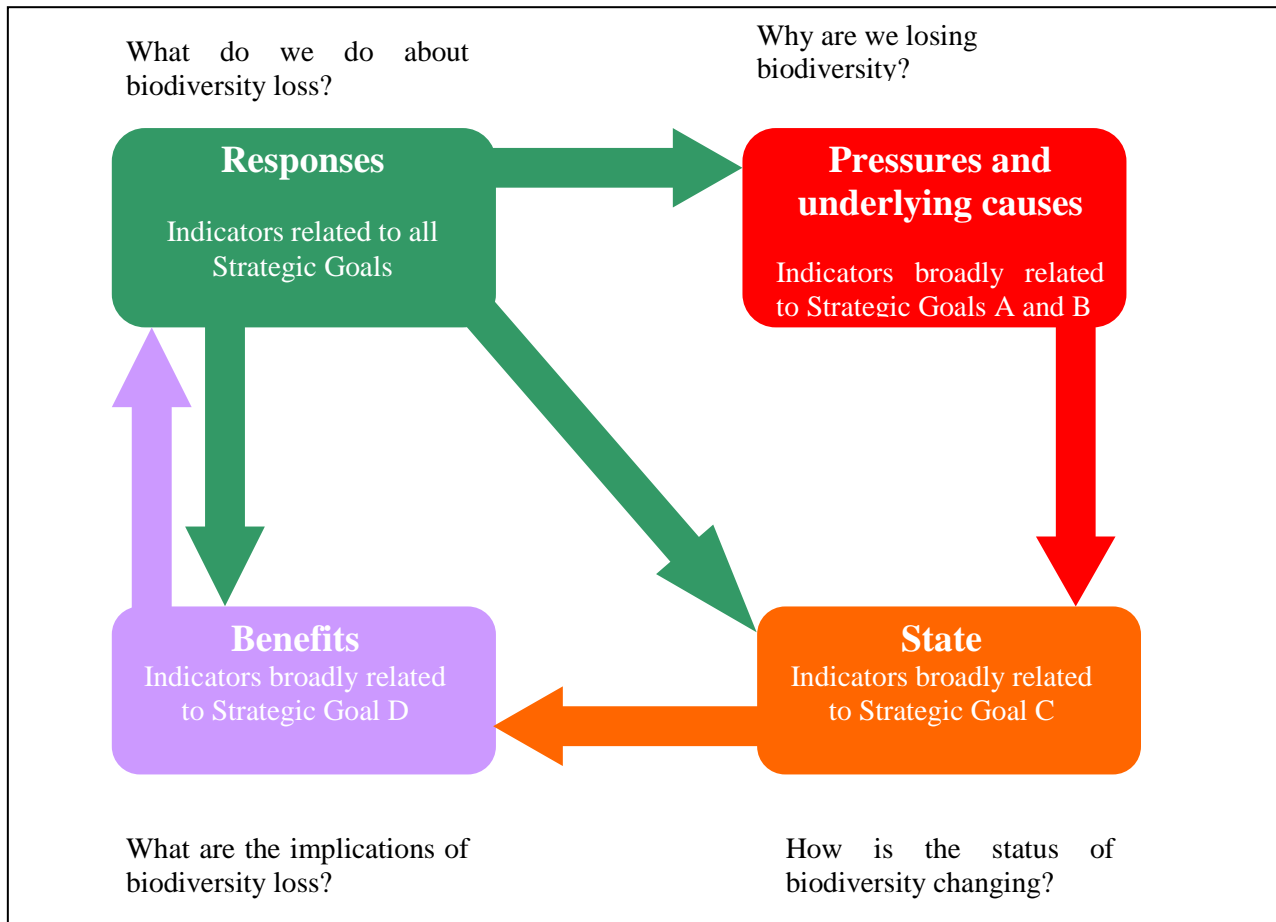 What do we do about
biodiversity loss?
Why are we losing
biodiversity?
Responses
Indicators related to all
Strategic Goals
Pressures and
underlying causes
Indicators broadly related
to Strategic Goals A and B
Benefits
Indicators broadly related
to Strategic Goal D
State
Indicators broadly related
to Strategic Goal C
What are the implications of
biodiversity loss?
How is the status of
biodiversity changing?